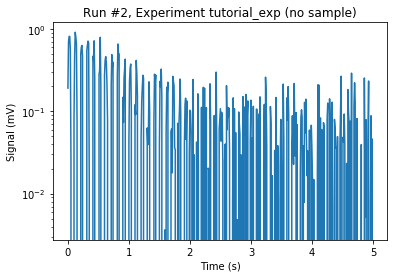 Run #2, Experiment tutorial_exp (no sample)
Signal (mV)
10⁰
10⁻¹
10⁻²
0 1 2 3 4 5
Time (s)